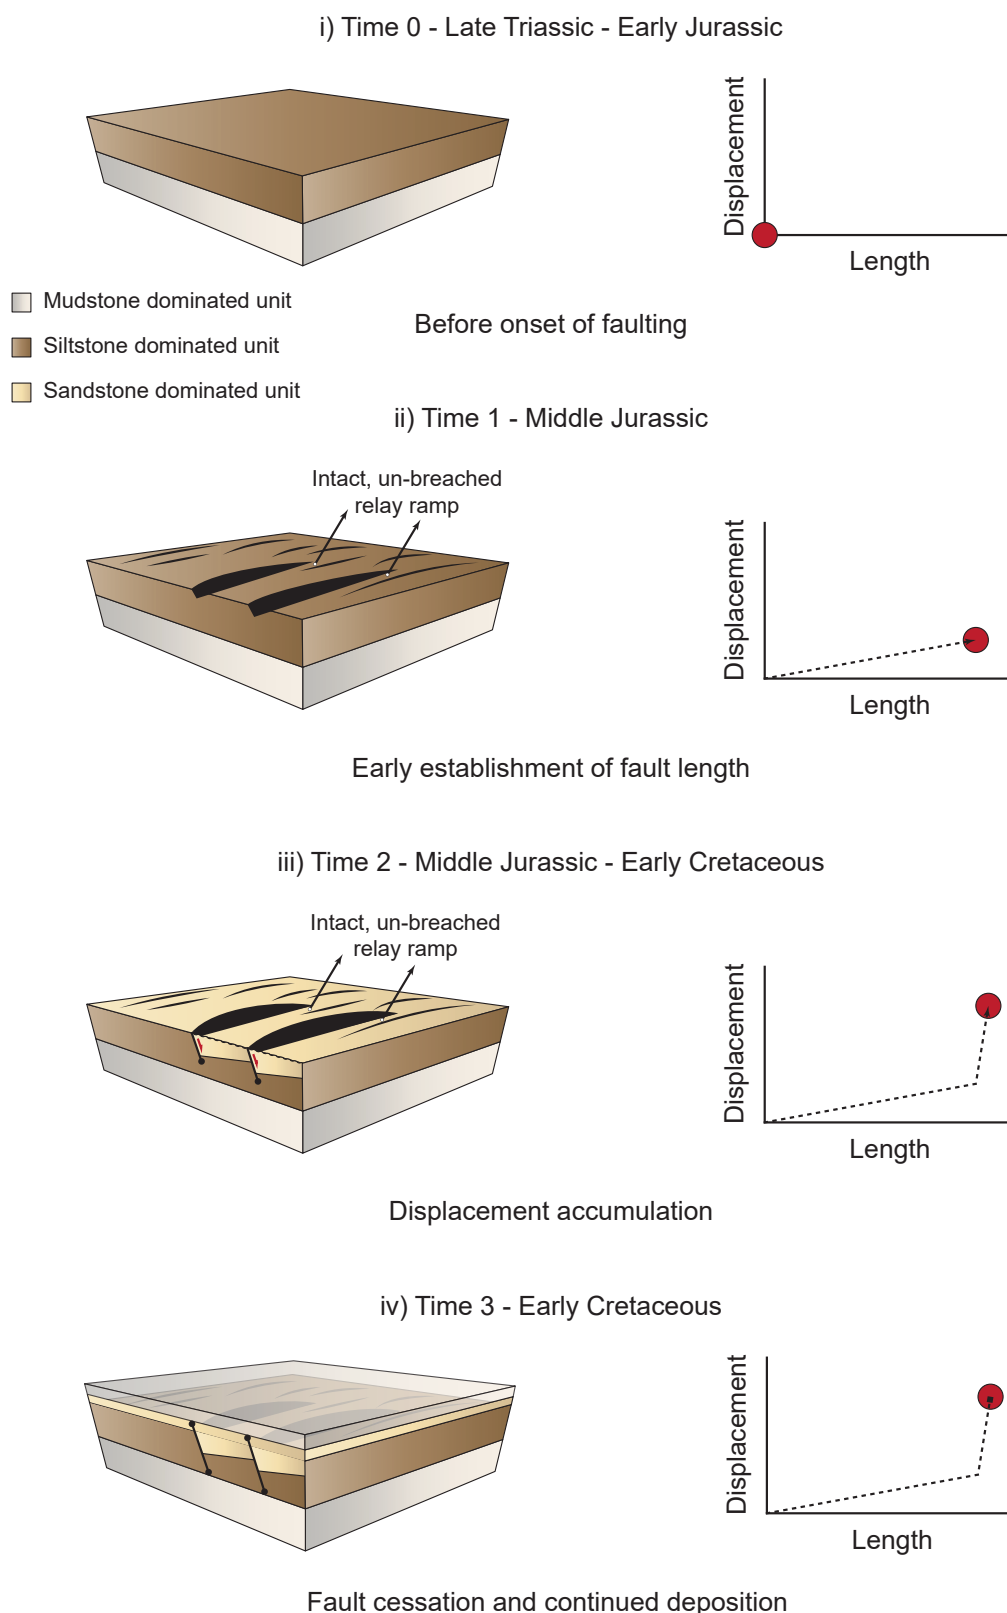 i) Time 0 - Late Triassic - Early Jurassic
Displacement
Length
Mudstone dominated unit
Siltstone dominated unit
Sandstone dominated unit
Before onset of faulting
ii) Time 1 - Middle Jurassic
Intact, un-breached
relay ramp
Displacement
Length
Early establishment of fault length
iii) Time 2 - Middle Jurassic - Early Cretaceous
Intact, un-breached
relay ramp
Displacement
Length
Displacement accumulation
iv) Time 3 - Early Cretaceous
Displacement
Length
Fault cessation and continued deposition